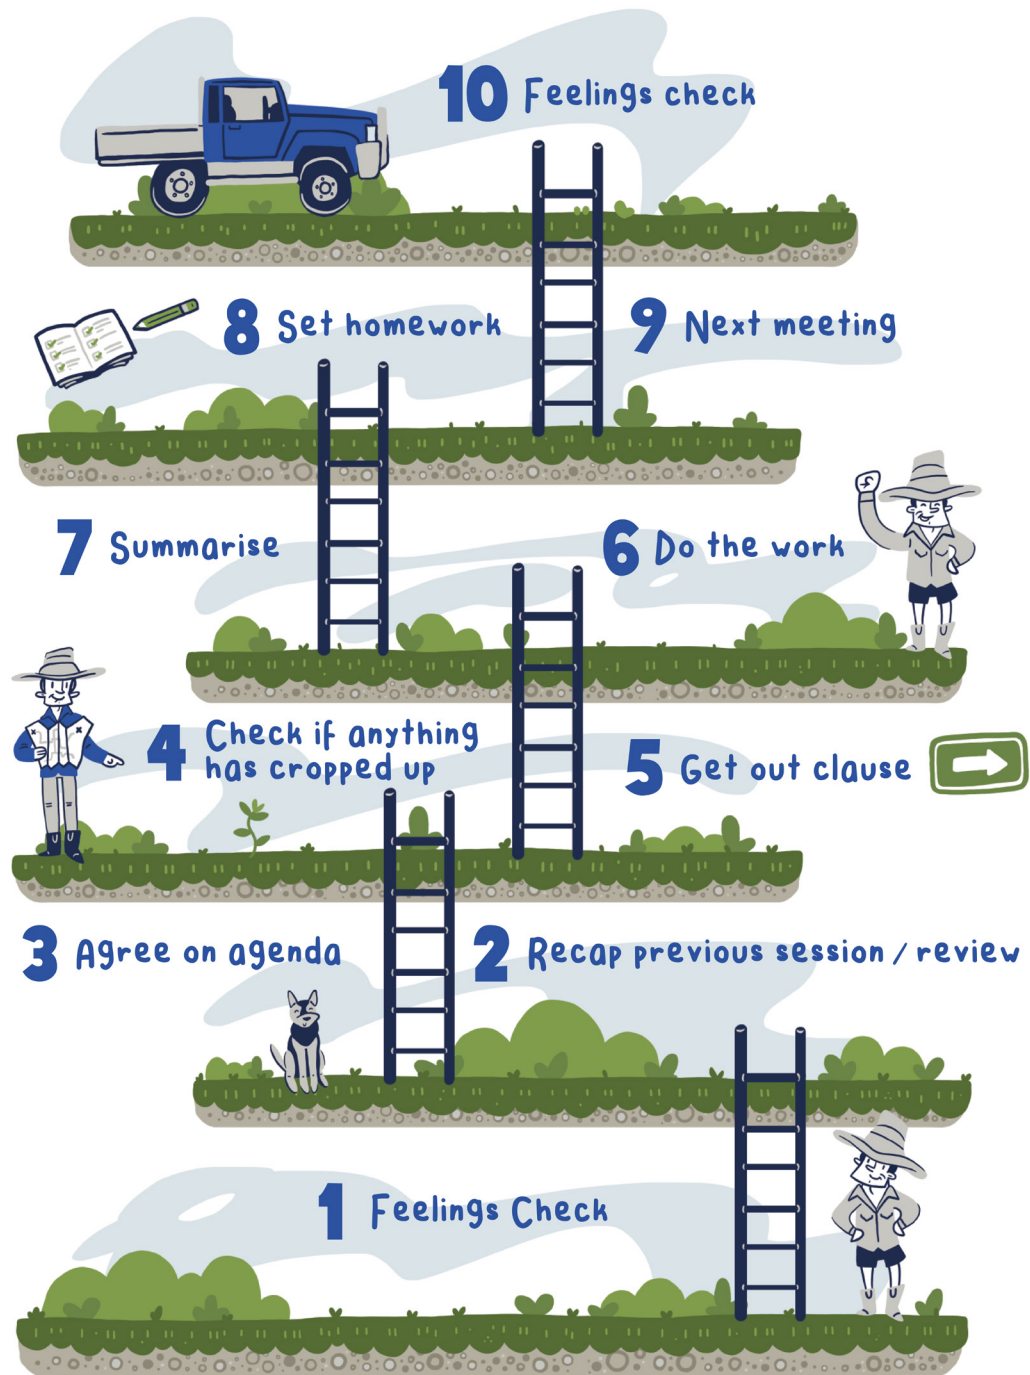 10 Feelings check
8 Set homework
9 Next meeting
7 Summarise
6 Do the work
4 Check if anything
has cropped up
5 Get out clause
3 Agree on agenda
2 Recap previous session / review
1 Feelings Check